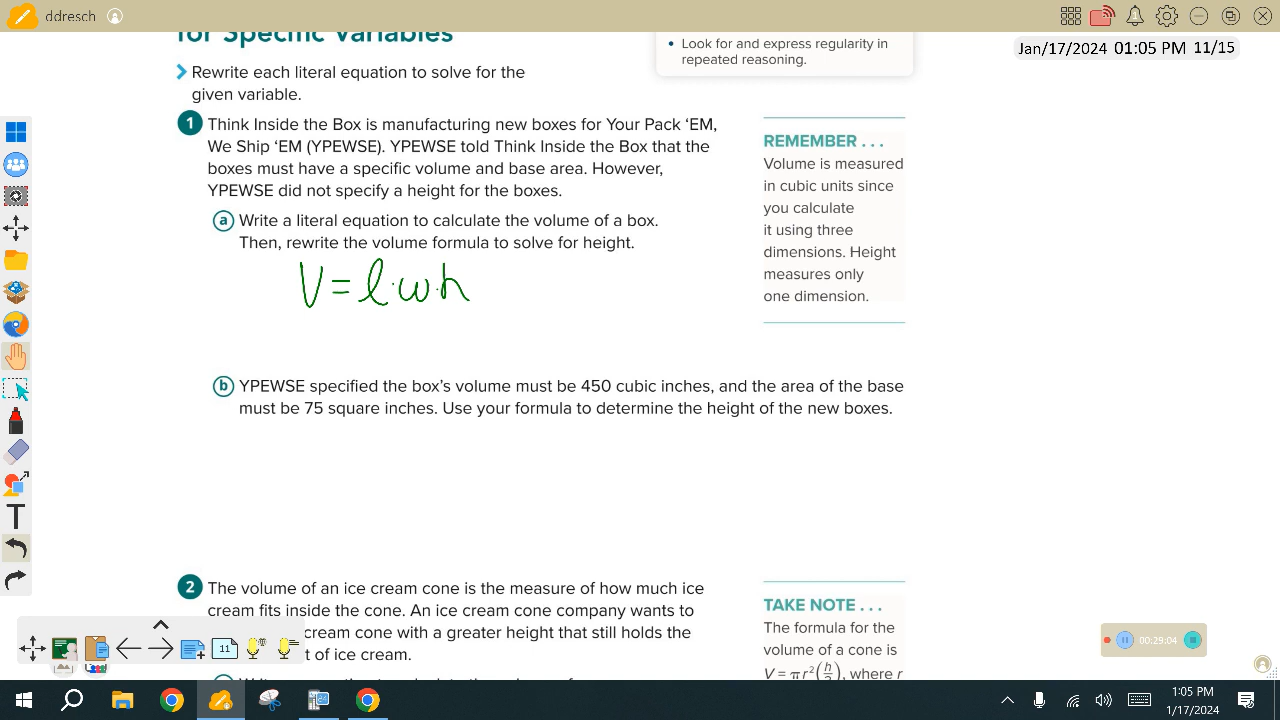 ddresch
for Specific Variables
Look for and express regularity in
repeated reasoning.
Jan/17/2024 01:05 PM 11/15
Rewrite each literal equation to solve for the
given variable.
1 Think Inside the Box is manufacturing new boxes for Your Pack ‘EM,
We Ship ‘EM (YPEWSE). YPEWSE told Think Inside the Box that the
boxes must have a specific volume and base area. However,
YPEWSE did not specify a height for the boxes.
a Write a literal equation to calculate the volume of a box.
Then, rewrite the volume formula to solve for height.
V = l·w·h
REMEMBER . . .
Volume is measured
in cubic units since
you calculate
it using three
dimensions. Height
measures only
one dimension.
b YPEWSE specified the box’s volume must be 450 cubic inches, and the area of the base
must be 75 square inches. Use your formula to determine the height of the new boxes.
2 The volume of an ice cream cone is the measure of how much ice
cream fits inside the cone. An ice cream cone company wants to
cream cone with a greater height that still holds the
t of ice cream.
TAKE NOTE . . .
The formula for the
volume of a cone is
V = πr²(h/), where r
T
11
00:29:04
1:05 PM
1/17/2024